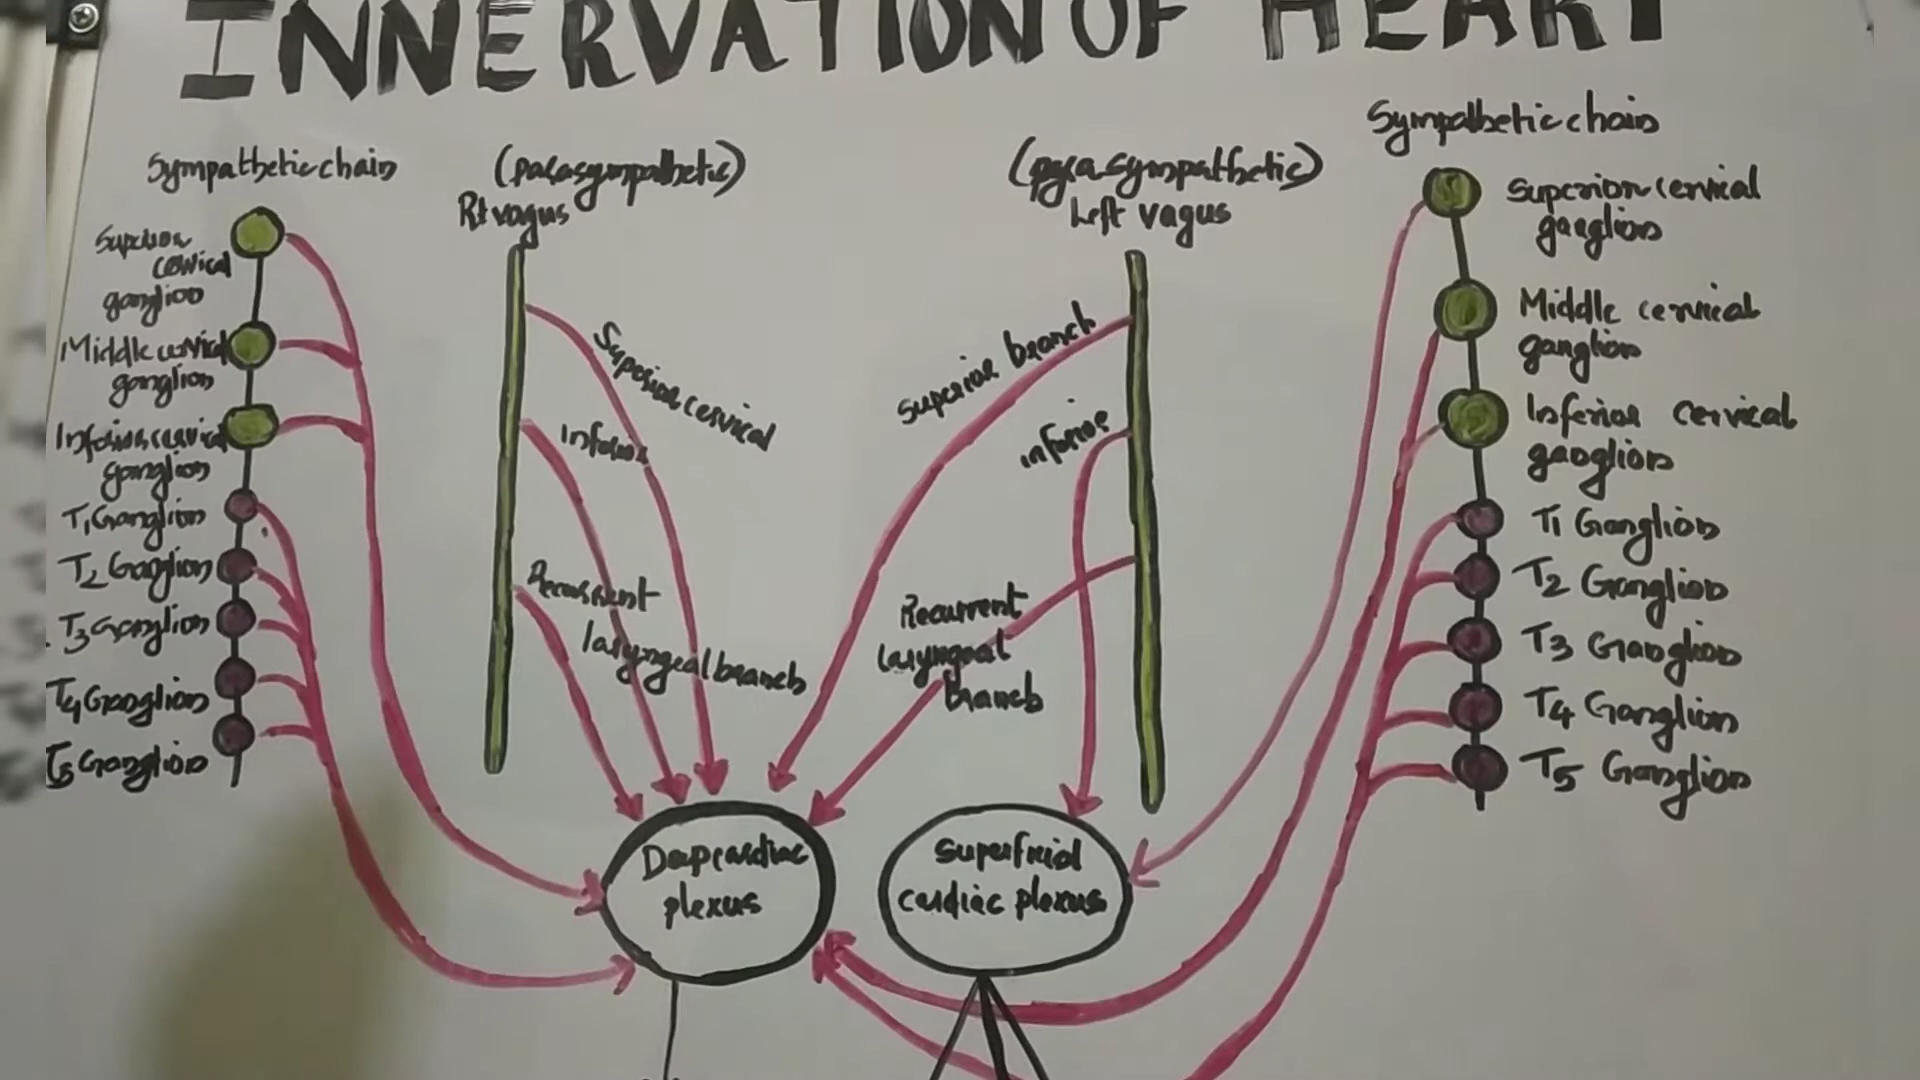 INNERVATION OF HEART
Sympathetic chain
Superior
cervical
ganglion
Middle cervical
ganglion
Inferior cervical
ganglion
T1 Ganglion
T2 Ganglion
T3 Ganglion
T4 Ganglion
T5 Ganglion
(parasympathetic)
Rt vagus
Superior cervical
Inferior
Recurrent
laryngeal branch
(parasympathetic)
Left vagus
Superior branch
inferior
Recurrent
laryngeal
branch
Sympathetic chain
Superior cervical
ganglion
Middle cervical
ganglion
Inferior cervical
ganglion
T1 Ganglion
T2 Ganglion
T3 Ganglion
T4 Ganglion
T5 Ganglion
Deep cardiac
plexus
Superficial
cardiac plexus